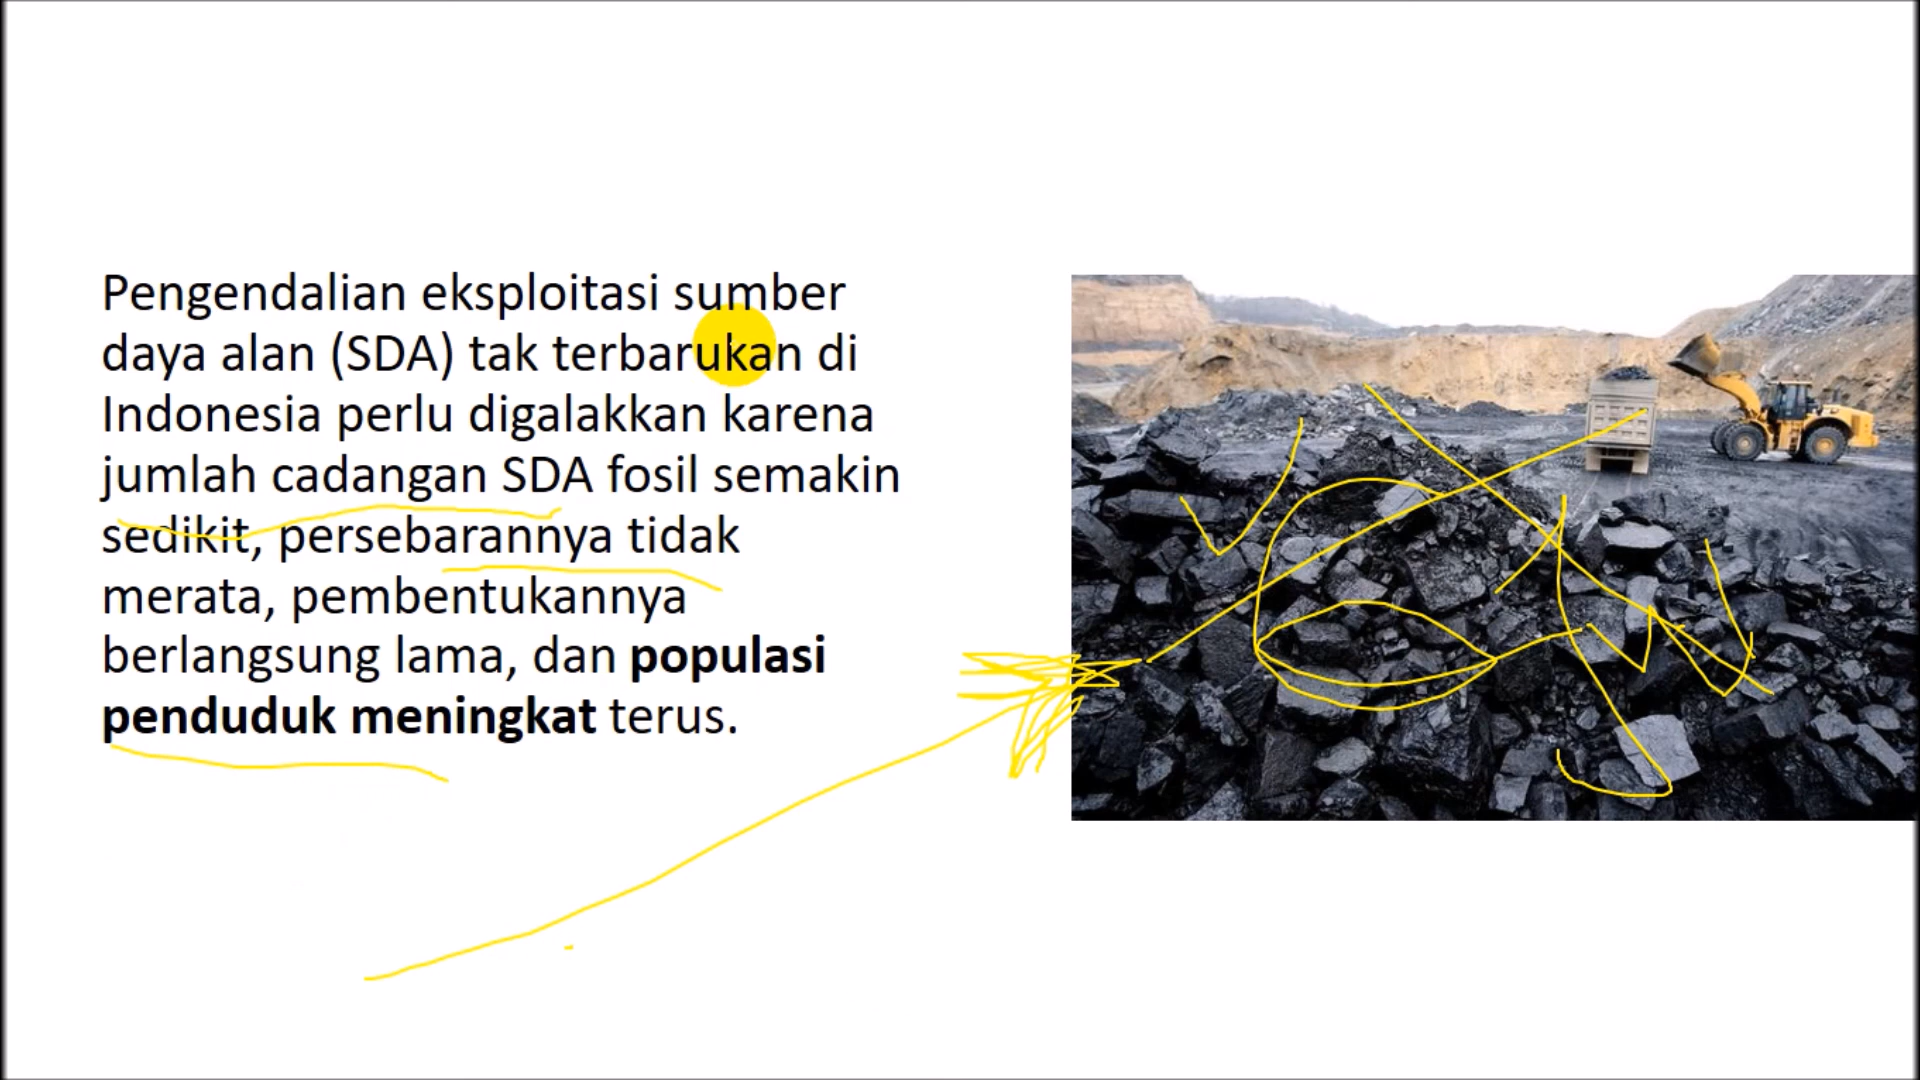 Pengendalian eksploitasi sumber
daya alan (SDA) tak terbarukan di
Indonesia perlu digalakkan karena
jumlah cadangan SDA fosil semakin
sedikit, persebarannya tidak
merata, pembentukannya
berlangsung lama, dan populasi
penduduk meningkat terus.